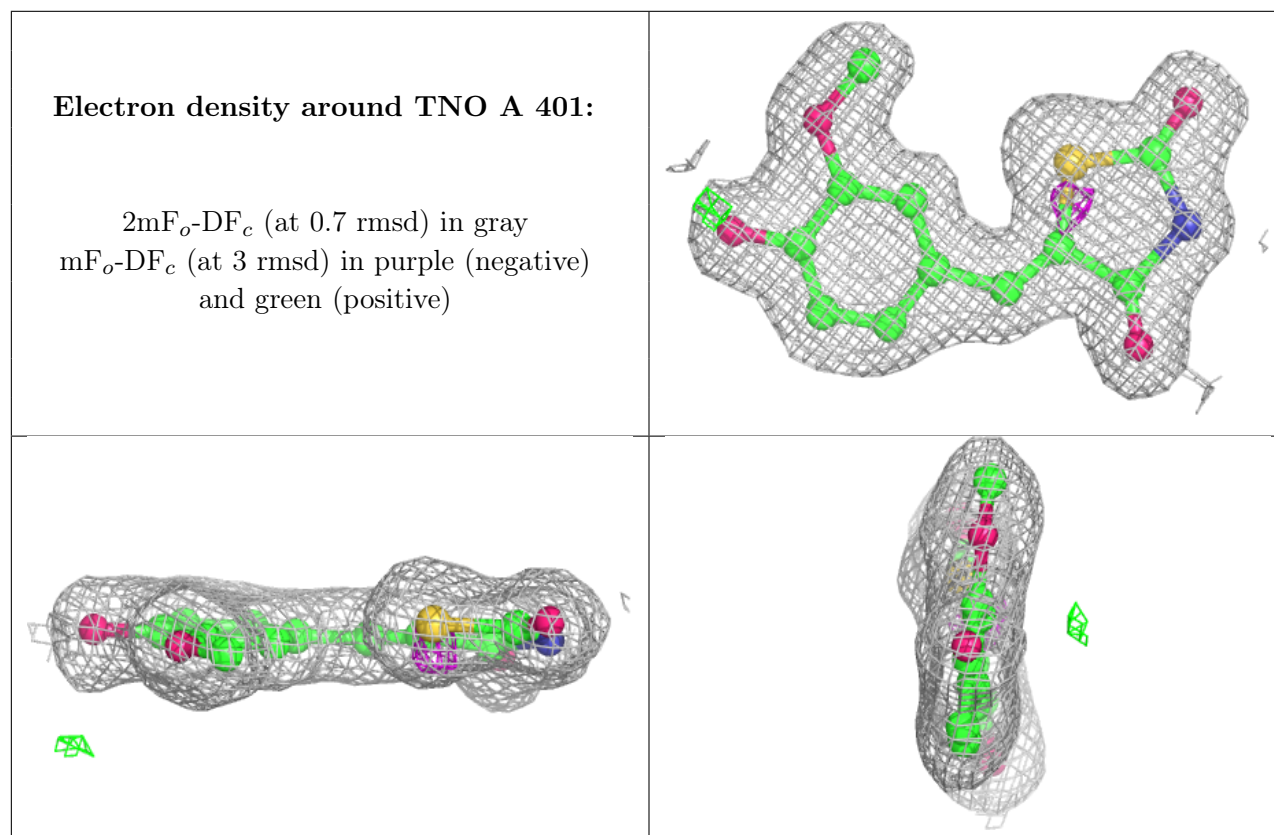 Electron density around TNO A 401:
2mFo-DFc (at 0.7 rmsd) in gray
mFo-DFc (at 3 rmsd) in purple (negative)
and green (positive)